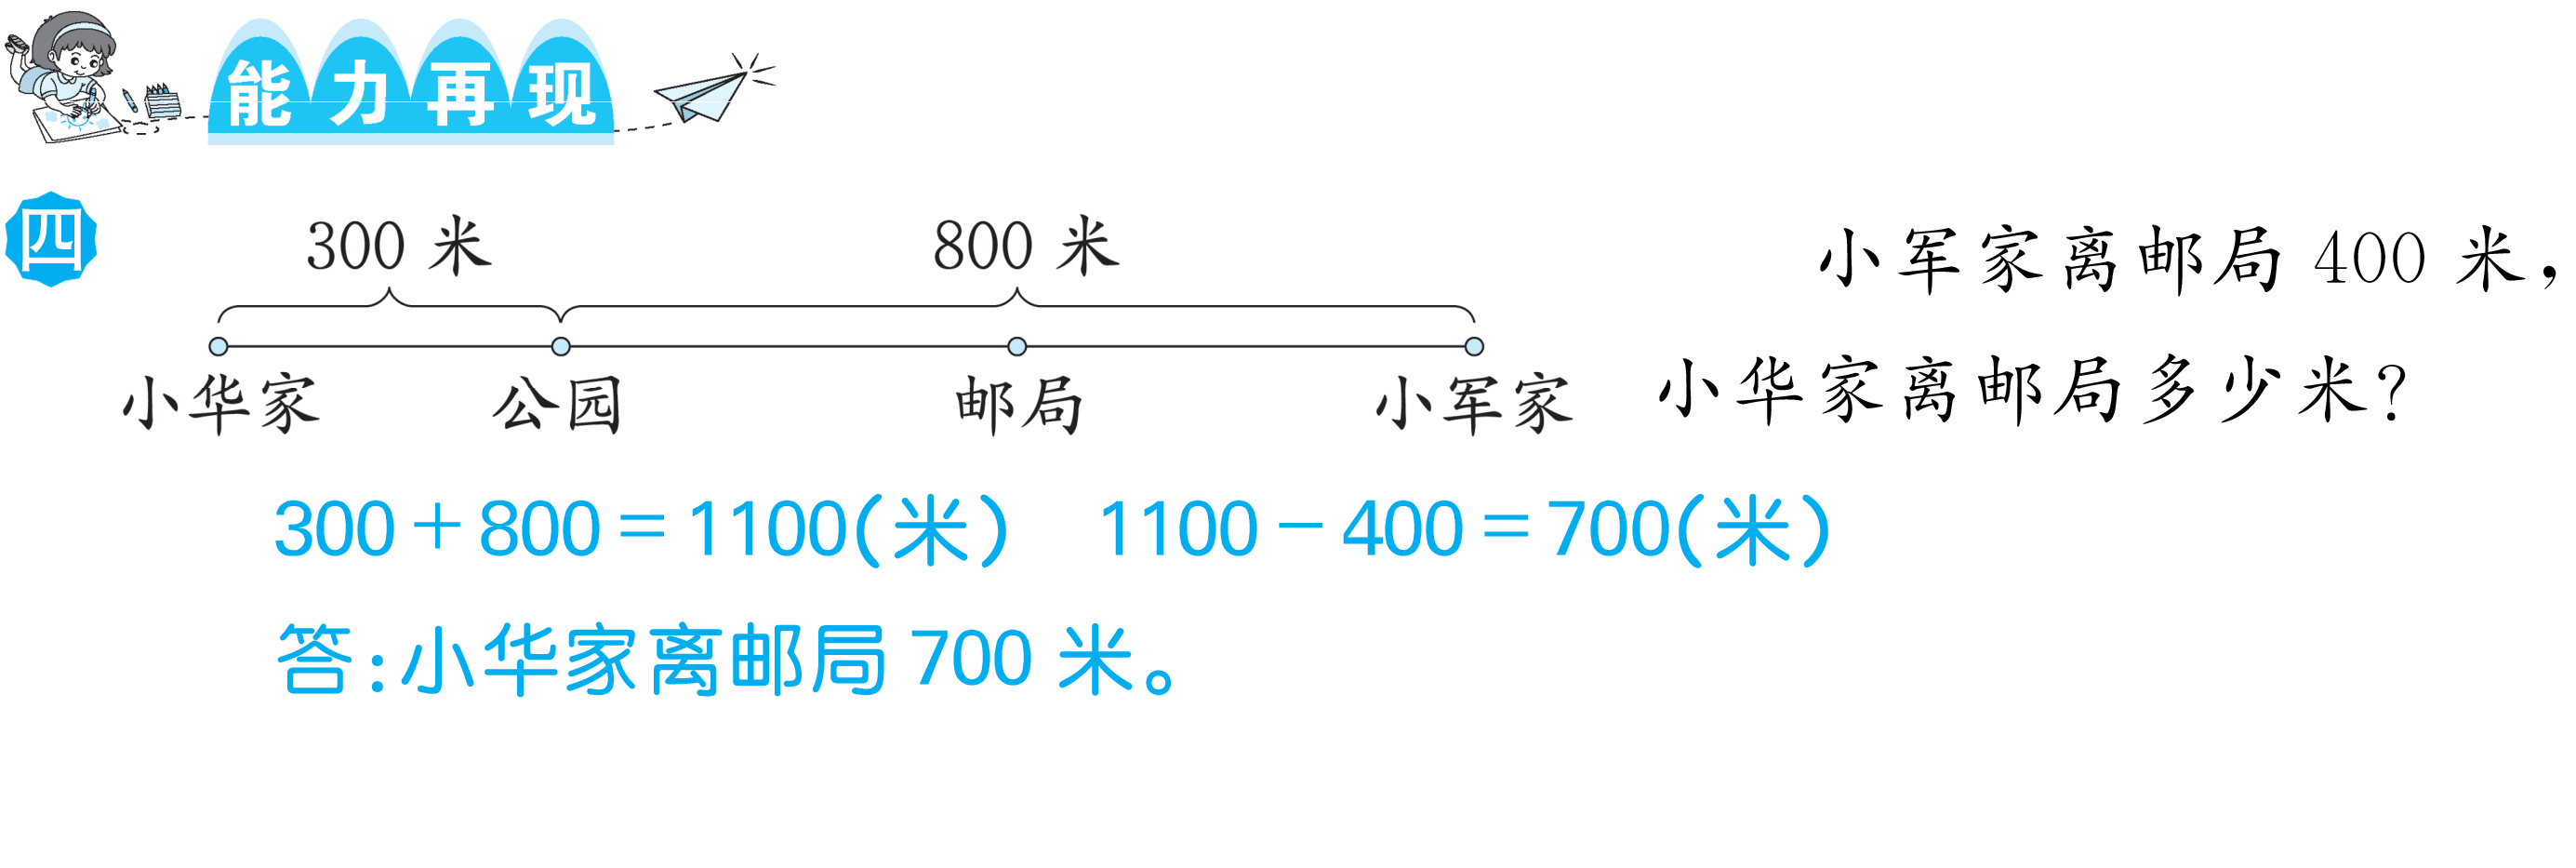 能力再现
四
300 米 800 米
小华家 公园 邮局 小军家
小军家离邮局 400 米，
小华家离邮局多少米？
300＋800＝1100(米) 1100－400＝700(米)
答：小华家离邮局 700 米。